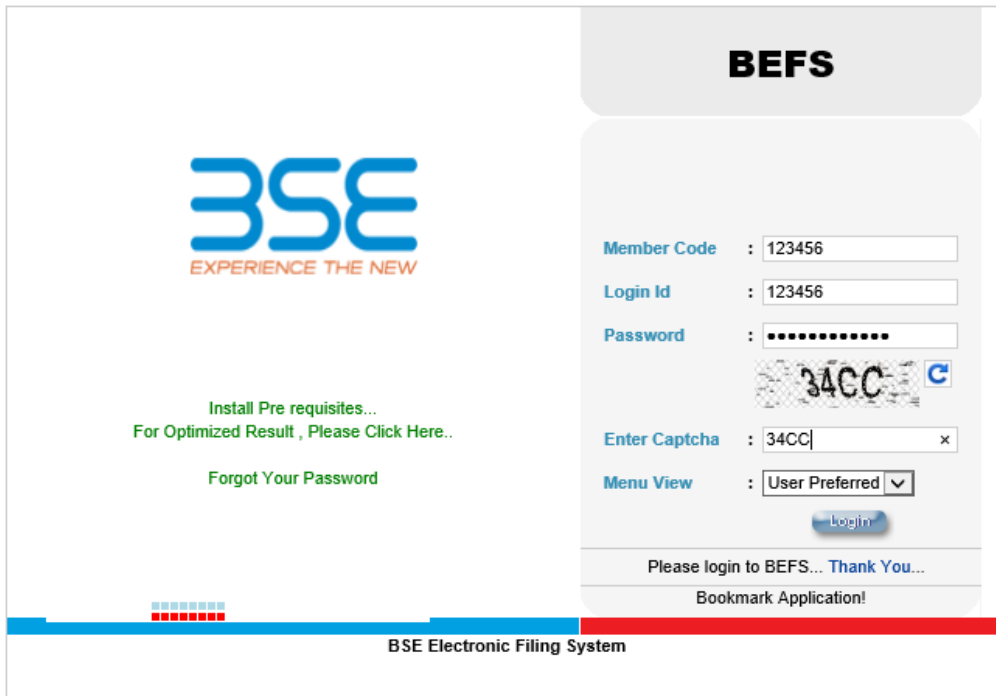 BEFS
BSE
EXPERIENCE THE NEW
Member Code : 123456
Login Id : 123456
Password : ••••••••••••
34CC
Enter Captcha : 34CC ×
Menu View : User Preferred
Login
Install Pre requisites...
For Optimized Result , Please Click Here..
Forgot Your Password
Please login to BEFS... Thank You...
Bookmark Application!
BSE Electronic Filing System